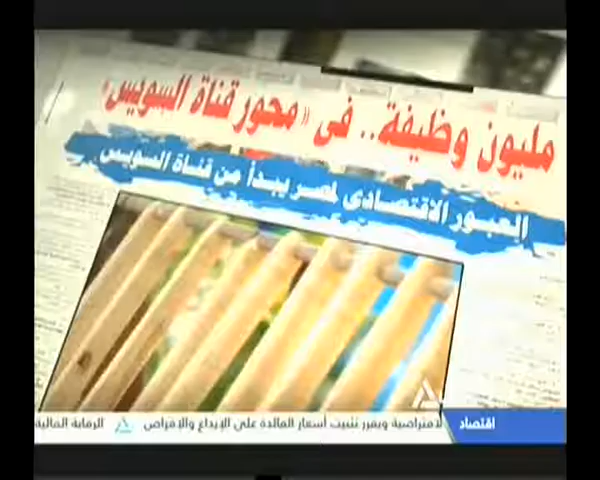 مليون وظيفة.. فى «محور قناة السويس»
العبور الاقتصادى لمصر يبدأ من قناة السويس
اقتصاد
لافتراضية ويقرر تثبيت أسعار الفائدة على الإيداع والإقراض
الرقابة المالية